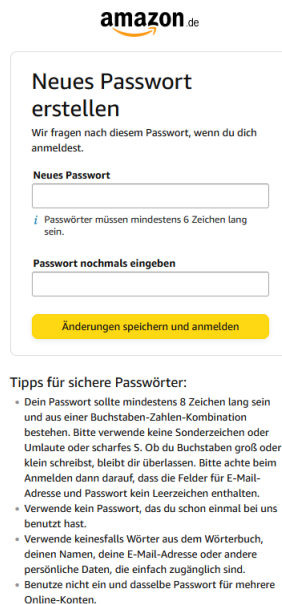 amazon.de
Neues Passwort
erstellen
Wir fragen nach diesem Passwort, wenn du dich
anmeldest.
Neues Passwort
i Passwörter müssen mindestens 6 Zeichen lang
sein.
Passwort nochmals eingeben
Änderungen speichern und anmelden
Tipps für sichere Passwörter:
• Dein Passwort sollte mindestens 8 Zeichen lang sein
und aus einer Buchstaben-Zahlen-Kombination
bestehen. Bitte verwende keine Sonderzeichen oder
Umlaute oder scharfes S. Ob du Buchstaben groß oder
klein schreibst, bleibt dir überlassen. Bitte achte beim
Anmelden dann darauf, dass die Felder für E-Mail-
Adresse und Passwort kein Leerzeichen enthalten.
• Verwende kein Passwort, das du schon einmal bei uns
benutzt hast.
• Verwende keinesfalls Wörter aus dem Wörterbuch,
deinen Namen, deine E-Mail-Adresse oder andere
persönliche Daten, die einfach zugänglich sind.
• Benutze nicht ein und dasselbe Passwort für mehrere
Online-Konten.